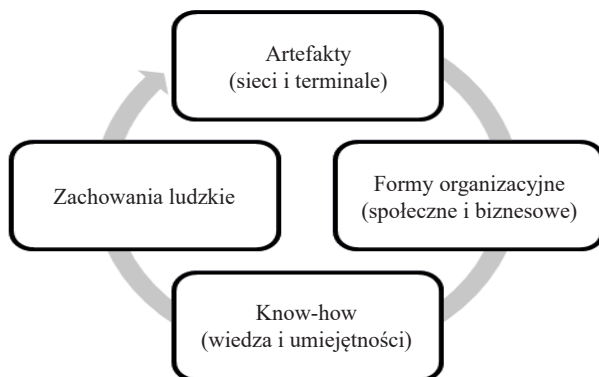 Artefakty
(sieci i terminale)
Zachowania ludzkie
Formy organizacyjne
(społeczne i biznesowe)
Know-how
(wiedza i umiejętności)